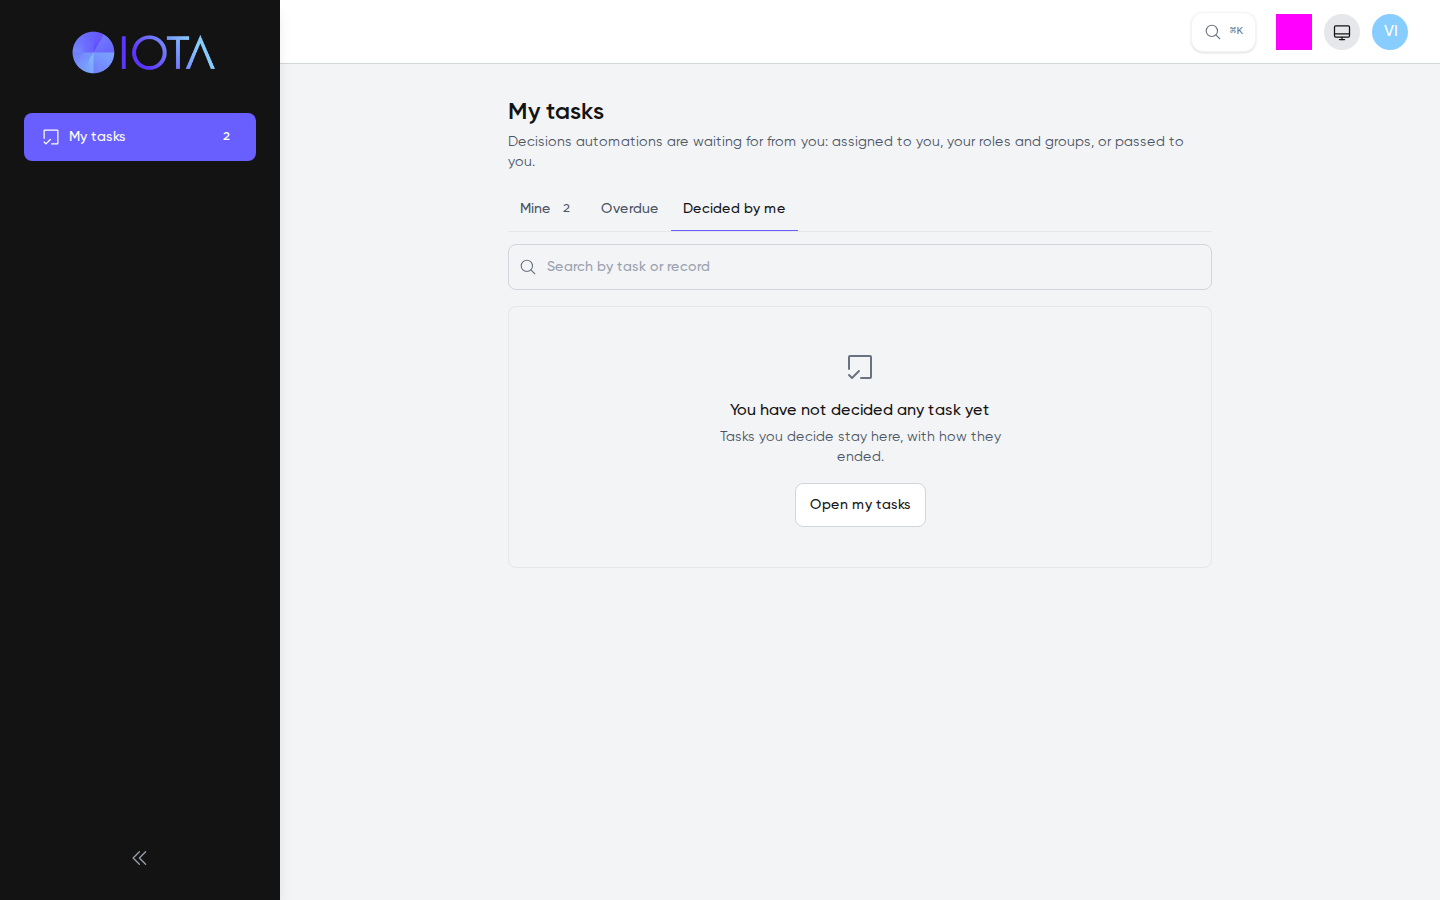 IOTA
⌘K
VI
My tasks 2
My tasks
Decisions automations are waiting for from you: assigned to you, your roles and groups, or passed to
you.
Mine 2 Overdue Decided by me
Search by task or record
You have not decided any task yet
Tasks you decide stay here, with how they
ended.
Open my tasks